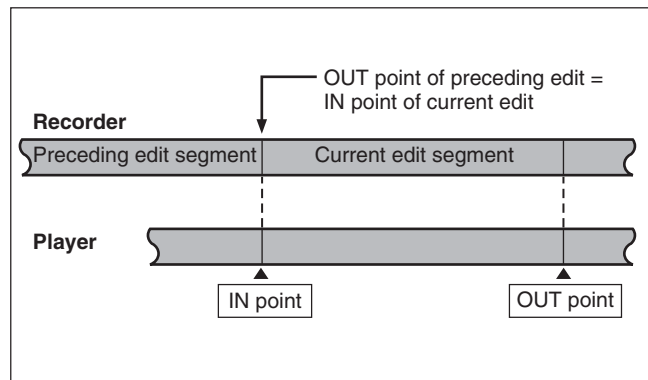 OUT point of preceding edit =
IN point of current edit
Recorder
Preceding edit segment
Current edit segment
Player
IN point
OUT point